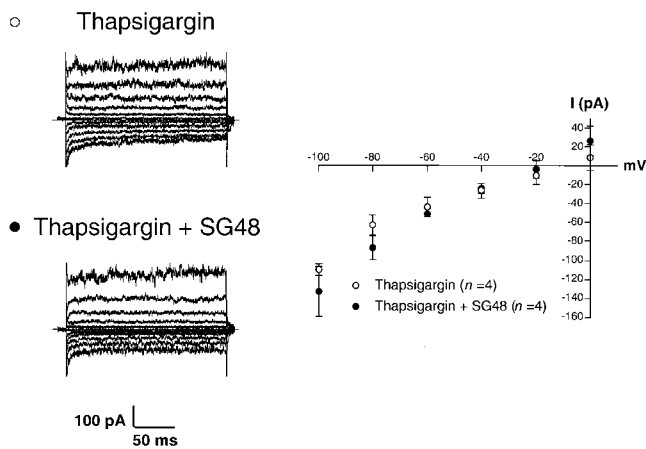 Thapsigargin
Thapsigargin + SG48
100 pA
50 ms
I (pA)
40
20
mV
-100 -80 -60 -40 -20 0
-20
-40
-60
-80
-100
-120
-140
-160
Thapsigargin (n =4)
Thapsigargin + SG48 (n =4)